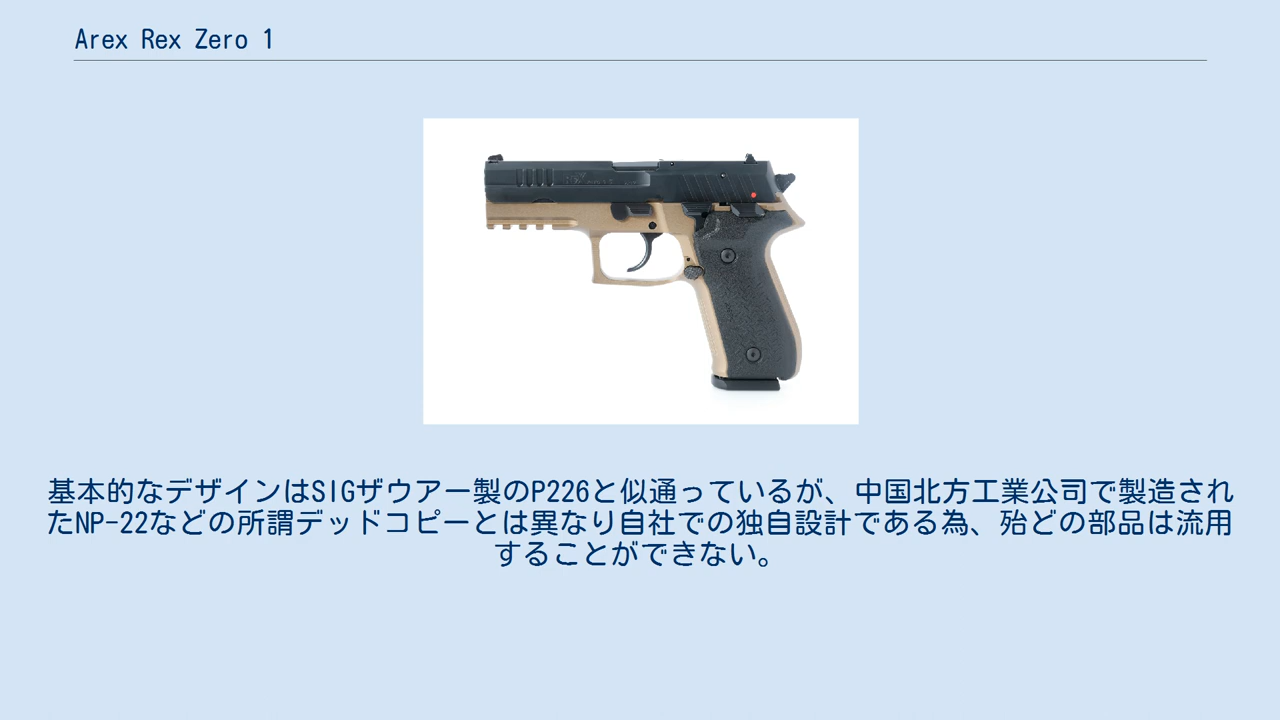 Arex Rex Zero 1
基本的なデザインはSIGザウアー製のP226と似通っているが、中国北方工業公司で製造され
たNP-22などの所謂デッドコピーとは異なり自社での独自設計である為、殆どの部品は流用
することができない。